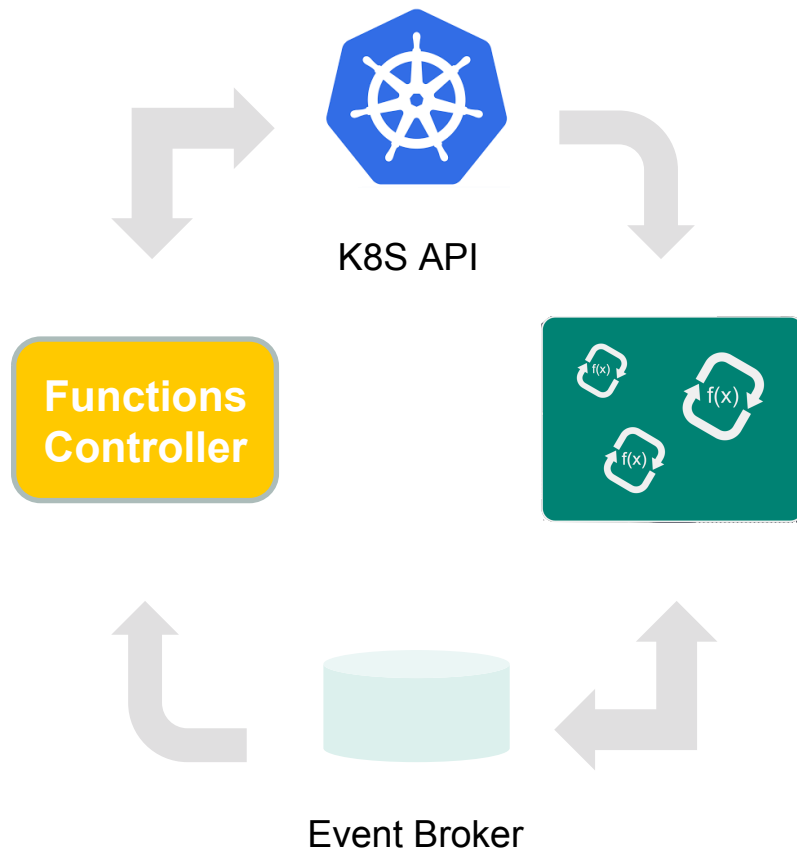 K8S API
Functions
Controller
f(x)
f(x)
f(x)
Event Broker